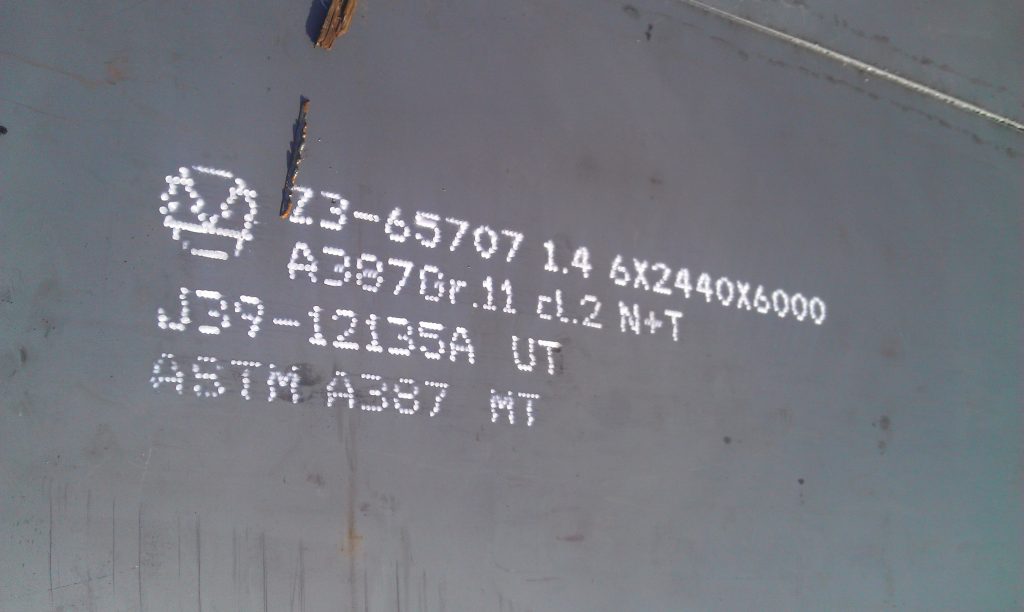 Z3-65707 1.4 6X2440X6000
A387Gr.11 cl.2 N+T
J39-12135A UT
ASTM A387 MT